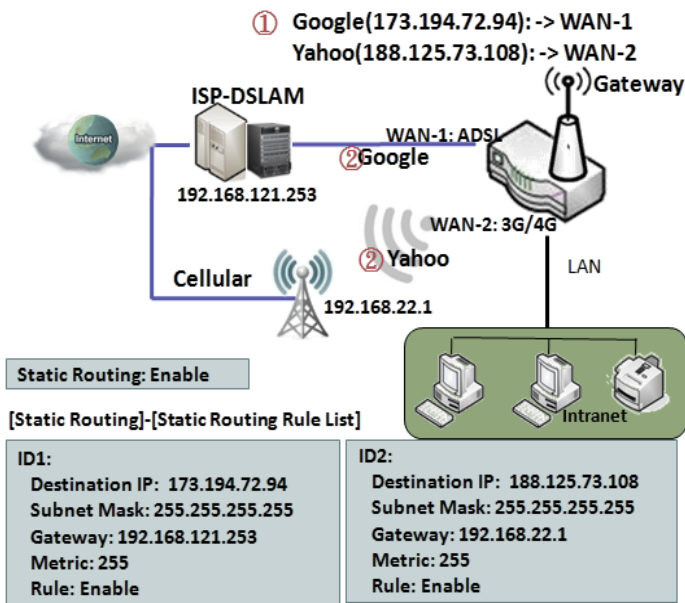 ① Google(173.194.72.94): -> WAN-1
Yahoo(188.125.73.108): -> WAN-2
ISP-DSLAM
Gateway
Internet
WAN-1: ADSL
② Google
192.168.121.253
WAN-2: 3G/4G
② Yahoo
LAN
Cellular
192.168.22.1
Static Routing: Enable
Intranet
[Static Routing]-[Static Routing Rule List]
ID1:
Destination IP: 173.194.72.94
Subnet Mask: 255.255.255.255
Gateway: 192.168.121.253
Metric: 255
Rule: Enable
ID2:
Destination IP: 188.125.73.108
Subnet Mask: 255.255.255.255
Gateway: 192.168.22.1
Metric: 255
Rule: Enable